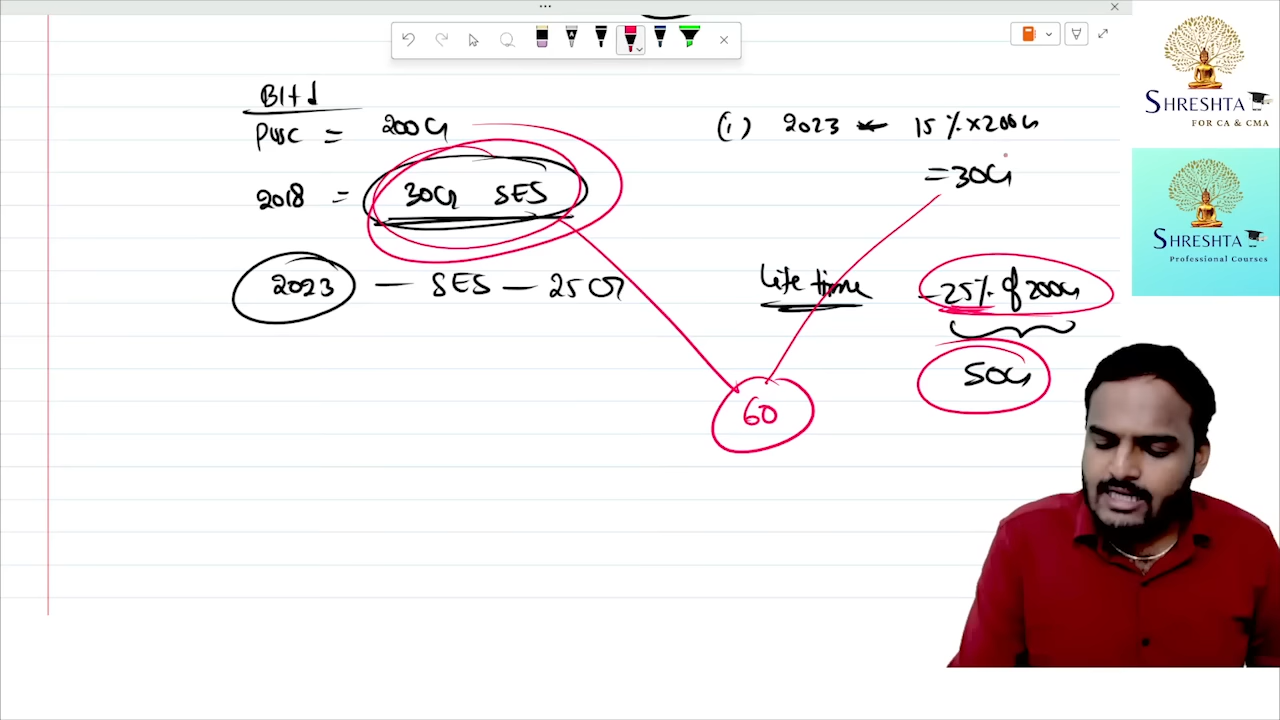 B ltd
PUSC = 200Cr
2018 = 30Cr SES
2023 — SES — 25Cr
(i) 2023 ← 15% x 200Cr
= 30Cr
Life time — 25% of 200Cr
50Cr
60
SHRESHTA
FOR CA & CMA
SHRESHTA
Professional Courses